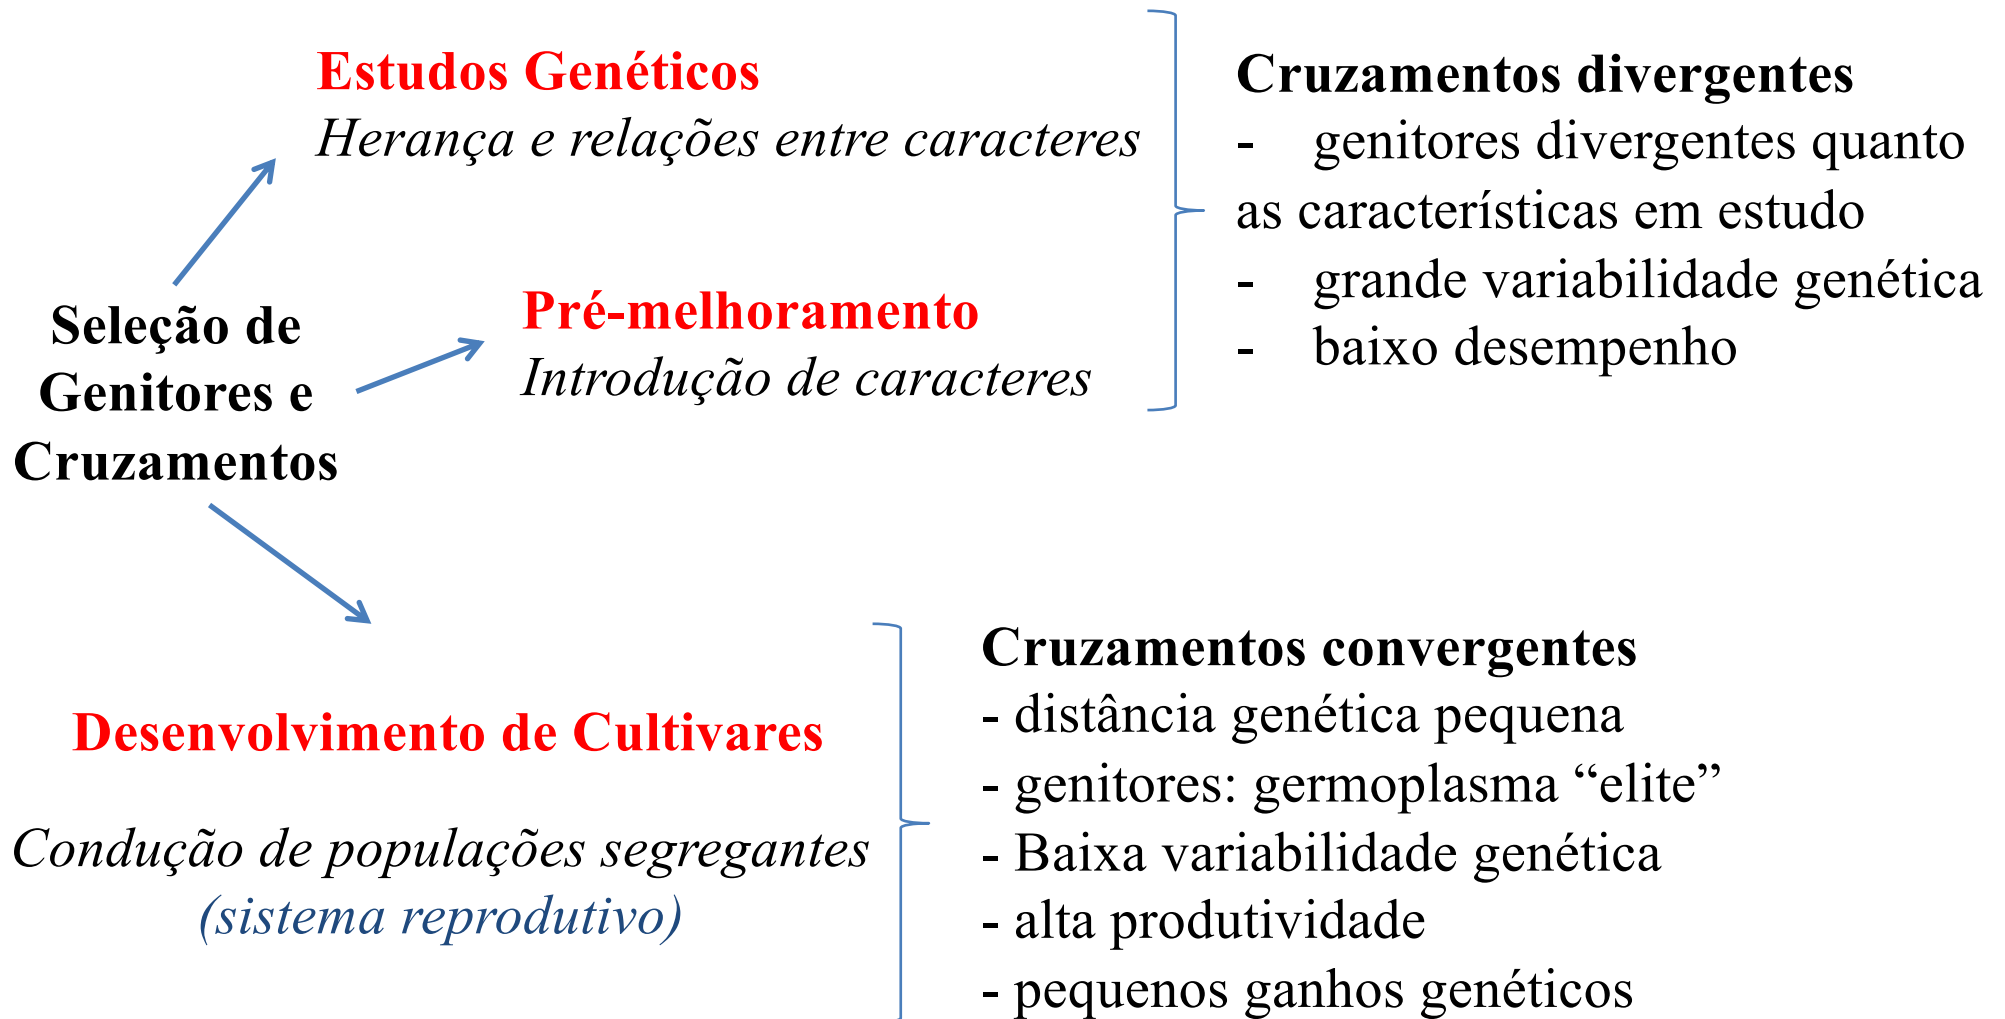 Seleção de
Genitores e
Cruzamentos
Estudos Genéticos
Herança e relações entre caracteres
Pré-melhoramento
Introdução de caracteres
Cruzamentos divergentes
- genitores divergentes quanto
as características em estudo
- grande variabilidade genética
- baixo desempenho
Desenvolvimento de Cultivares
Condução de populações segregantes
(sistema reprodutivo)
Cruzamentos convergentes
- distância genética pequena
- genitores: germoplasma “elite”
- Baixa variabilidade genética
- alta produtividade
- pequenos ganhos genéticos